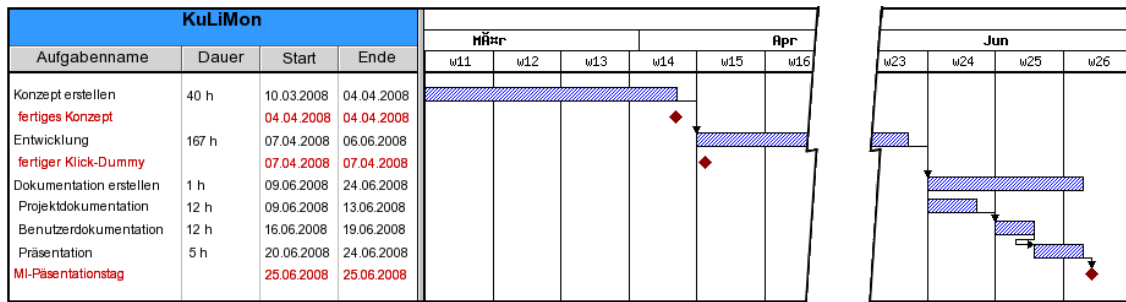 KuLiMon
MĂ¤r Apr Jun
Aufgabenname Dauer Start Ende w11 w12 w13 w14 w15 w16 w23 w24 w25 w26
Konzept erstellen 40 h 10.03.2008 04.04.2008
fertiges Konzept 04.04.2008 04.04.2008
Entwicklung 167 h 07.04.2008 06.06.2008
fertiger Klick-Dummy 07.04.2008 07.04.2008
Dokumentation erstellen 1 h 09.06.2008 24.06.2008
Projektdokumentation 12 h 09.06.2008 13.06.2008
Benutzerdokumentation 12 h 16.06.2008 19.06.2008
Präsentation 5 h 20.06.2008 24.06.2008
MI-Päsentationstag 25.06.2008 25.06.2008